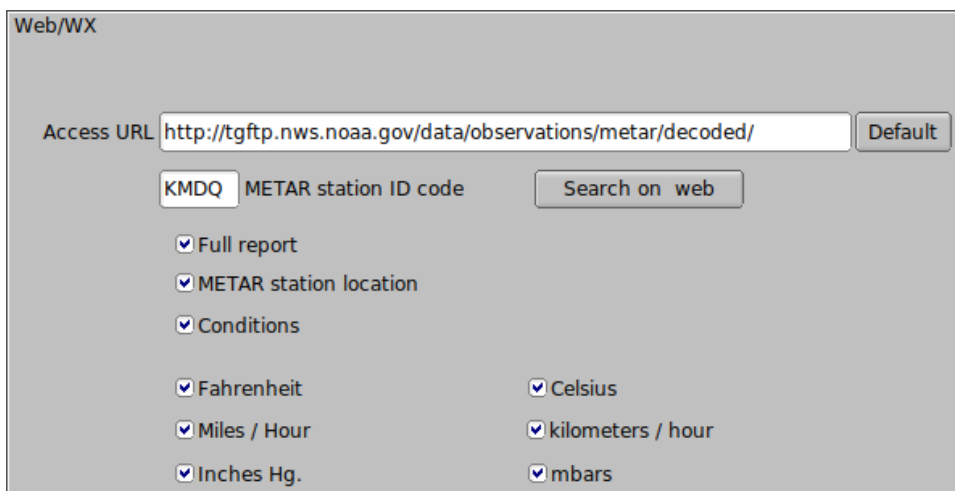 Web/WX
Access URL http://tgftp.nws.noaa.gov/data/observations/metar/decoded/ Default
KMDQ METAR station ID code Search on web
Full report
METAR station location
Conditions
Fahrenheit Celsius
Miles / Hour kilometers / hour
Inches Hg. mbars